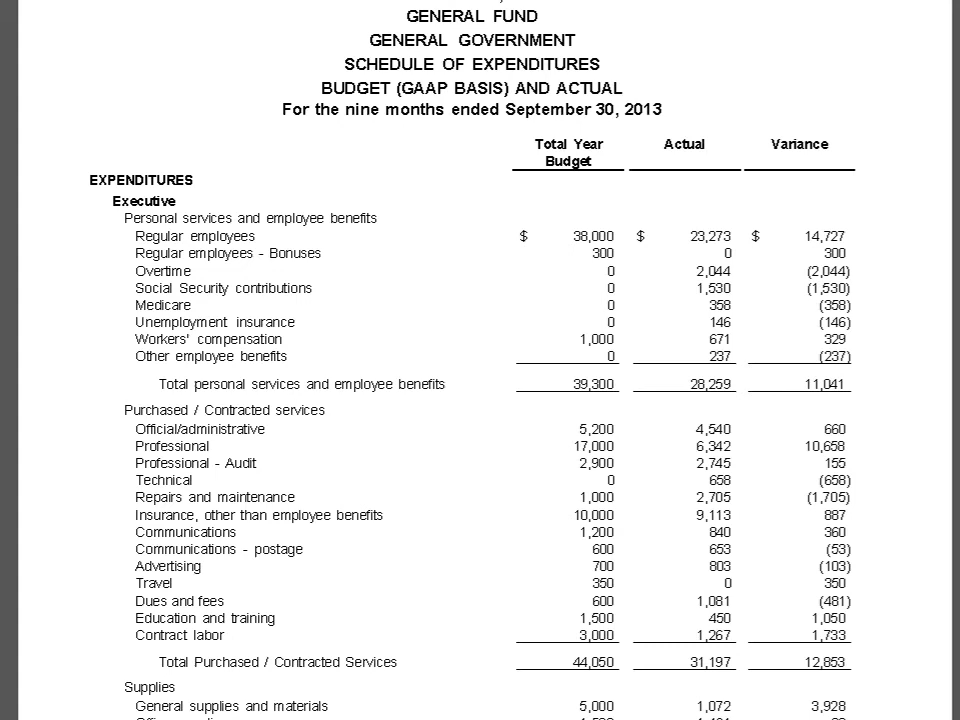 GENERAL FUND
GENERAL GOVERNMENT
SCHEDULE OF EXPENDITURES
BUDGET (GAAP BASIS) AND ACTUAL
For the nine months ended September 30, 2013
Total Year Budget Actual Variance
EXPENDITURES
Executive
Personal services and employee benefits
Regular employees $ 38,000 $ 23,273 $ 14,727
Regular employees - Bonuses 300 0 300
Overtime 0 2,044 (2,044)
Social Security contributions 0 1,530 (1,530)
Medicare 0 358 (358)
Unemployment insurance 0 146 (146)
Workers' compensation 1,000 671 329
Other employee benefits 0 237 (237)
Total personal services and employee benefits 39,300 28,259 11,041
Purchased / Contracted services
Official/administrative 5,200 4,540 660
Professional 17,000 6,342 10,658
Professional - Audit 2,900 2,745 155
Technical 0 658 (658)
Repairs and maintenance 1,000 2,705 (1,705)
Insurance, other than employee benefits 10,000 9,113 887
Communications 1,200 840 360
Communications - postage 600 653 (53)
Advertising 700 803 (103)
Travel 350 0 350
Dues and fees 600 1,081 (481)
Education and training 1,500 450 1,050
Contract labor 3,000 1,267 1,733
Total Purchased / Contracted Services 44,050 31,197 12,853
Supplies
General supplies and materials 5,000 1,072 3,928